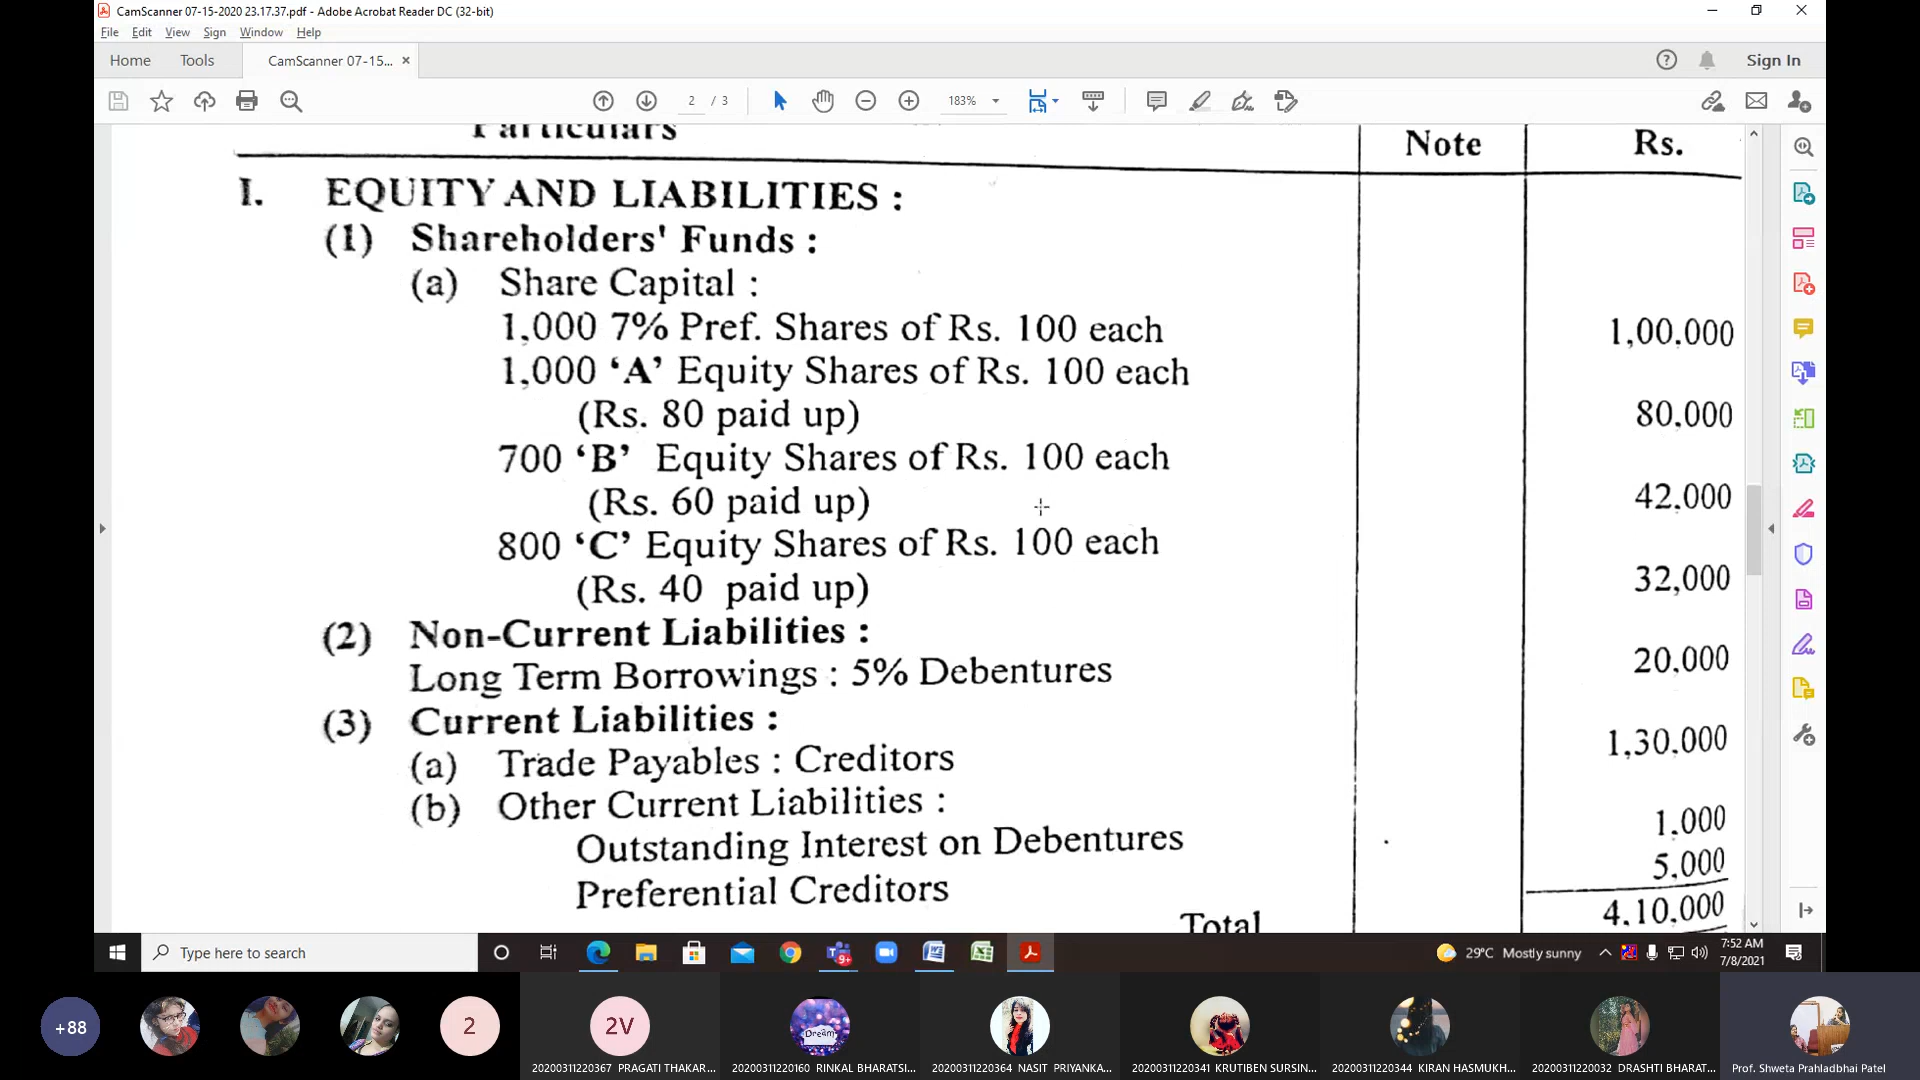 CamScanner 07-15-2020 23.17.37.pdf - Adobe Acrobat Reader DC (32-bit)
File Edit View Sign Window Help
Home Tools CamScanner 07-15... × Sign In
2 / 3 183%
Particulars Note Rs.
I. EQUITY AND LIABILITIES :
(1) Shareholders' Funds :
(a) Share Capital :
1,000 7% Pref. Shares of Rs. 100 each 1,00.000
1,000 ‘A’ Equity Shares of Rs. 100 each
(Rs. 80 paid up) 80.000
700 ‘B’ Equity Shares of Rs. 100 each
(Rs. 60 paid up) 42,000
800 ‘C’ Equity Shares of Rs. 100 each
(Rs. 40 paid up) 32,000
(2) Non-Current Liabilities :
Long Term Borrowings : 5% Debentures 20,000
(3) Current Liabilities :
(a) Trade Payables : Creditors 1,30.000
(b) Other Current Liabilities :
Outstanding Interest on Debentures 1.000
Preferential Creditors 5,000
Total 4,10,000
Type here to search
9+
29°C Mostly sunny
7:52 AM
7/8/2021
+88
2
2V
Dream
20200311220367 PRAGATI THAKAR...
20200311220160 RINKAL BHARATSI...
20200311220364 NASIT PRIYANKA...
20200311220341 KRUTIBEN SURSIN...
20200311220344 KIRAN HASMUKH...
20200311220032 DRASHTI BHARAT...
Prof. Shweta Prahladbhai Patel